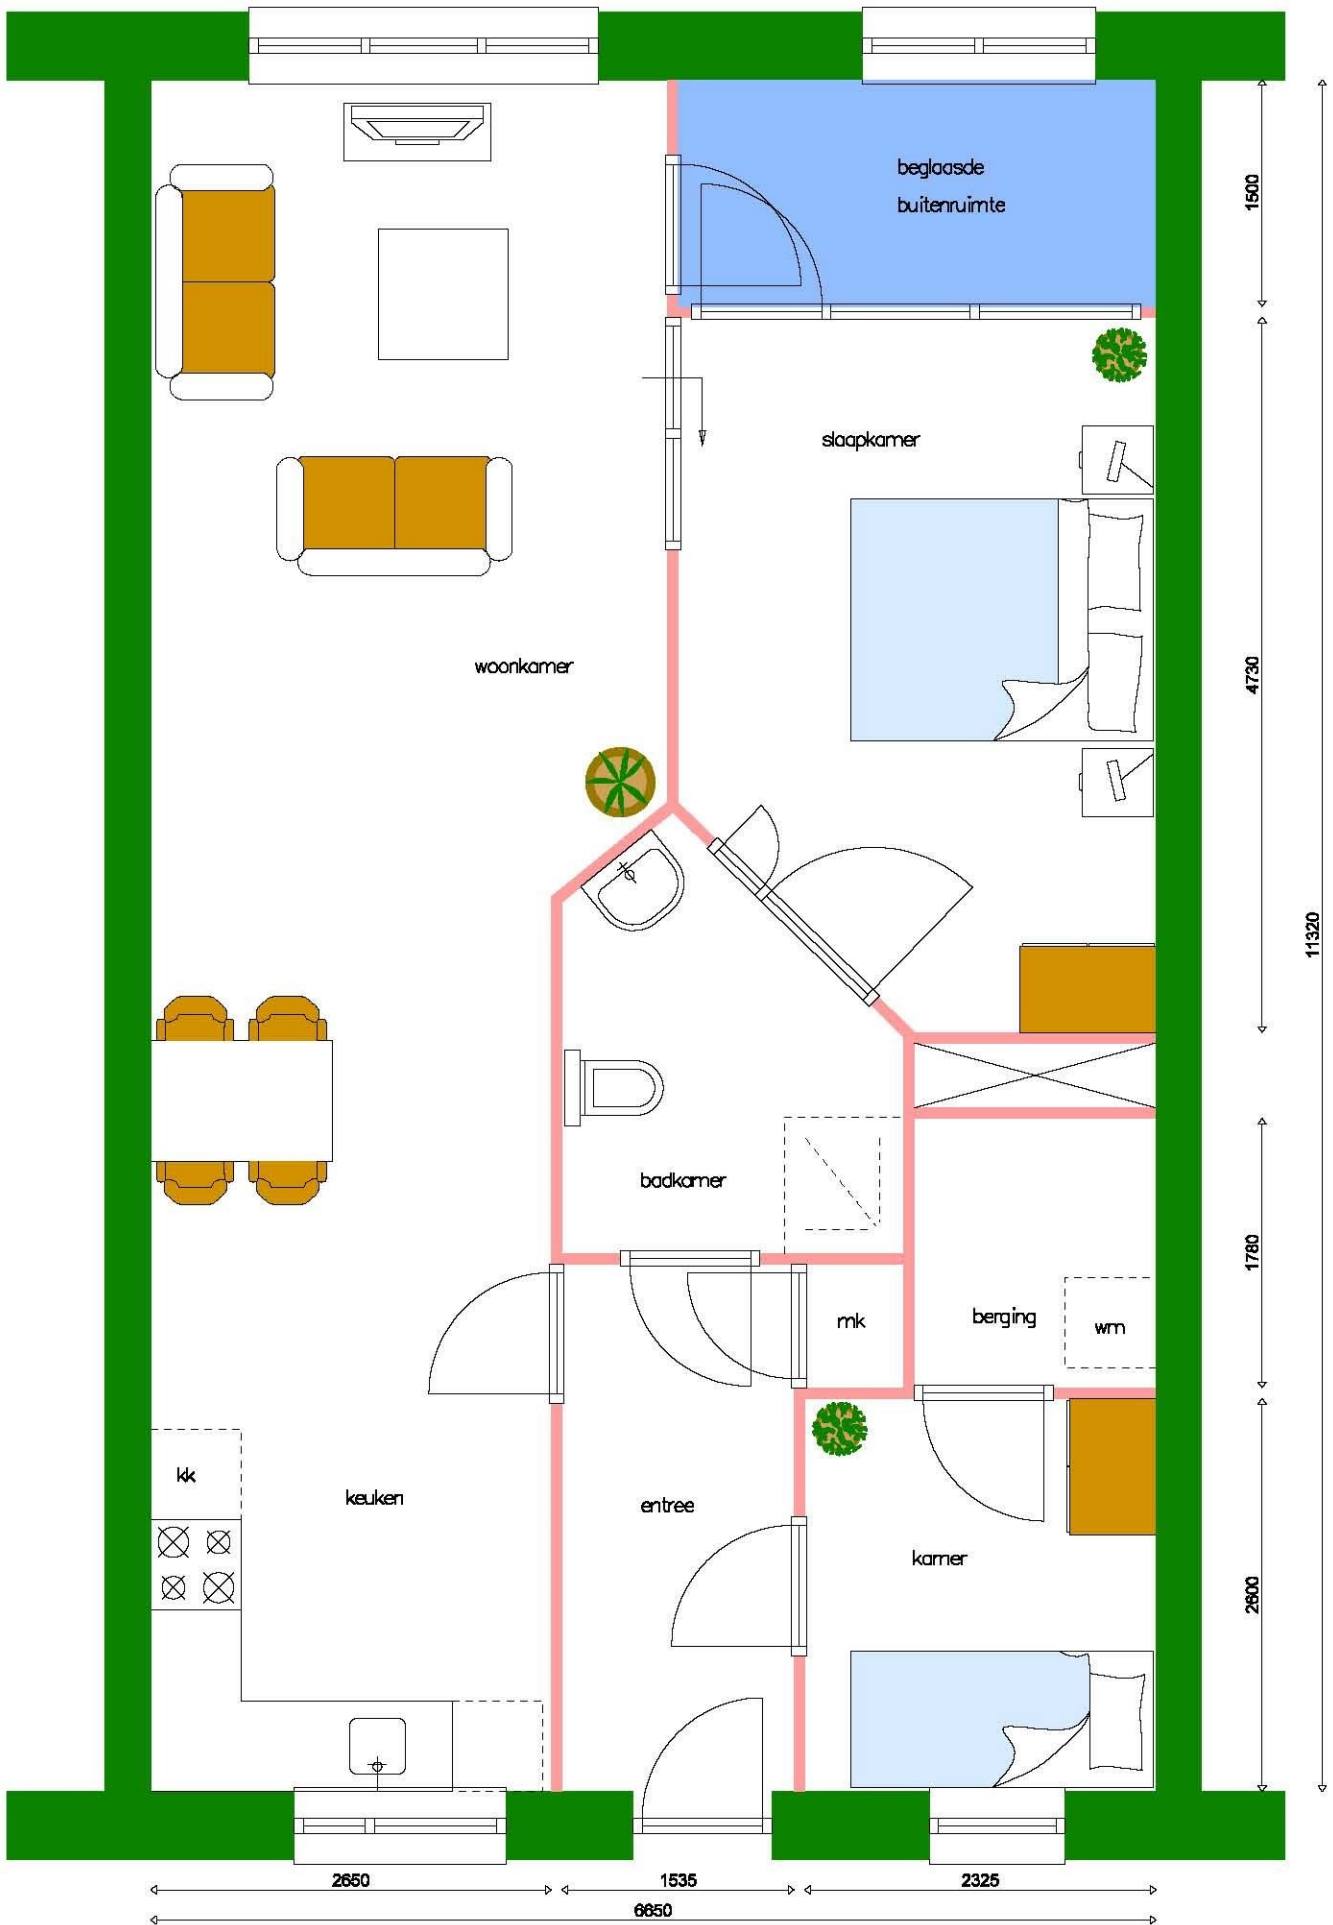 beglaasde
buitenruimte
1500
slaapkamer
woonkamer
4730
11320
badkamer
1780
mk
berging
wm
kk
keuken
entree
kamer
2600
2650
1535
2325
6650